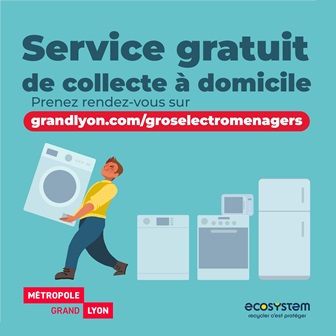 Service gratuit
de collecte à domicile
Prenez rendez-vous sur
grandlyon.com/groselectromenagers
MÉTROPOLE
GRAND LYON
ecosystem
recycler c'est protéger